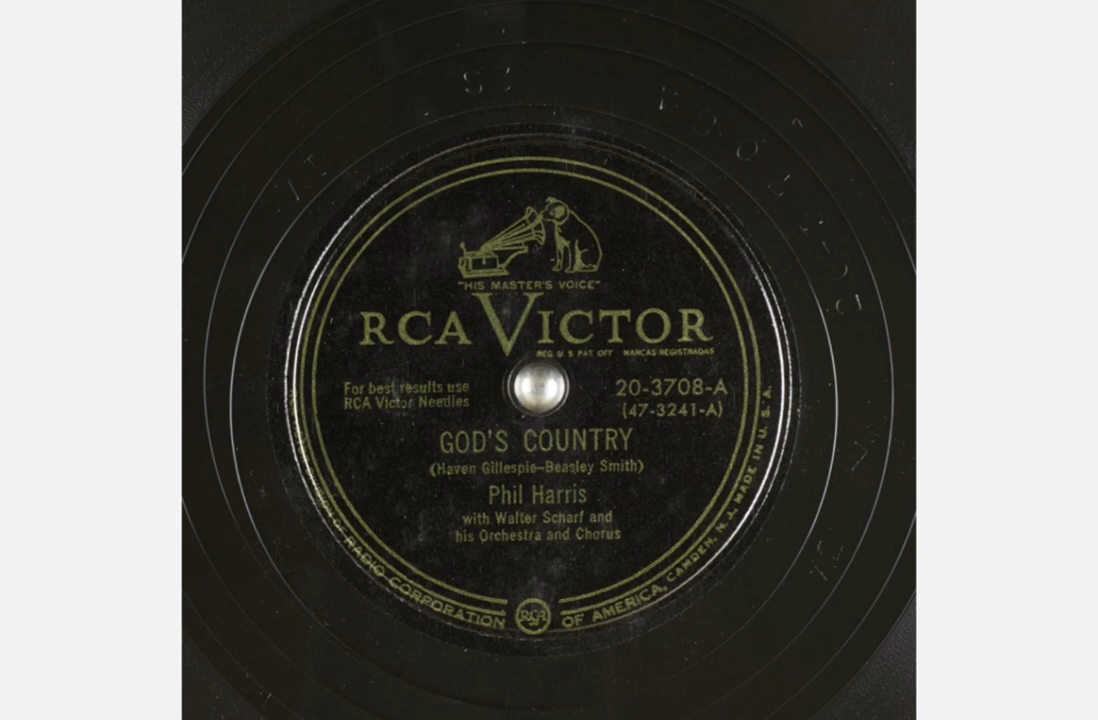 "HIS MASTER'S VOICE"
RCA VICTOR
REG U S PAT OFF MARCAS REGISTRADAS
For best results use
RCA Victor Needles
20-3708-A
(47-3241-A)
GOD'S COUNTRY
(Haven Gillespie-Beasley Smith)
Phil Harris
with Walter Scharf and
his Orchestra and Chorus
OF RADIO CORPORATION OF AMERICA, CAMDEN, N. J. MADE IN U. S. A.
RCA